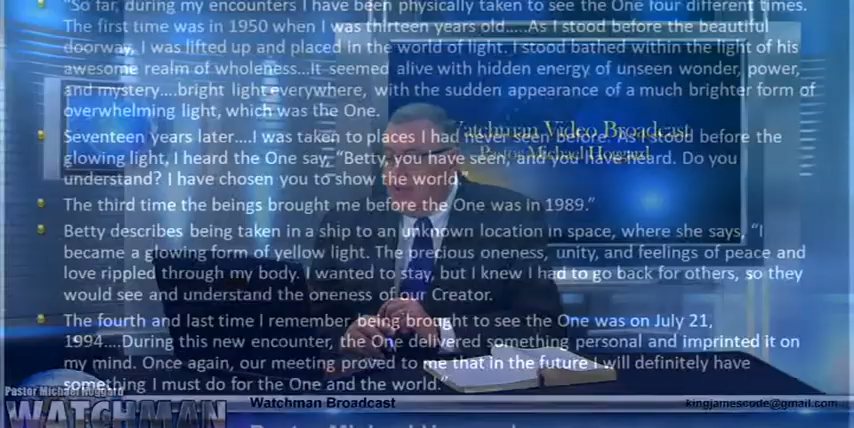 "So far, during my encounters I have been physically taken to see the One four different times.
The first time was in 1950 when I was thirteen years old.....As I stood before the beautiful
doorway, I was lifted up and placed in the world of light. I stood bathed within the light of his
awesome realm of wholeness...It seemed alive with hidden energy of unseen wonder, power,
and mystery....bright light everywhere, with the sudden appearance of a much brighter form of
overwhelming light, which was the One.
Watchman Video Broadcast
Pastor Michael Hoggard
Seventeen years later....I was taken to places I had never seen before. As I stood before the
glowing light, I heard the One say, "Betty, you have seen, and you have heard. Do you
understand? I have chosen you to show the world."
The third time the beings brought me before the One was in 1989."
Betty describes being taken in a ship to an unknown location in space, where she says, "I
became a glowing form of yellow light. The precious oneness, unity, and feelings of peace and
love rippled through my body. I wanted to stay, but I knew I had to go back for others, so they
would see and understand the oneness of our Creator.
The fourth and last time I remember being brought to see the One was on July 21,
1994....During this new encounter, the One delivered something personal and imprinted it on
my mind. Once again, our meeting proved to me that in the future I will definitely have
something I must do for the One and the world."
Pastor Michael Hoggard
WATCHMAN
Watchman Broadcast
kingjamescode@gmail.com